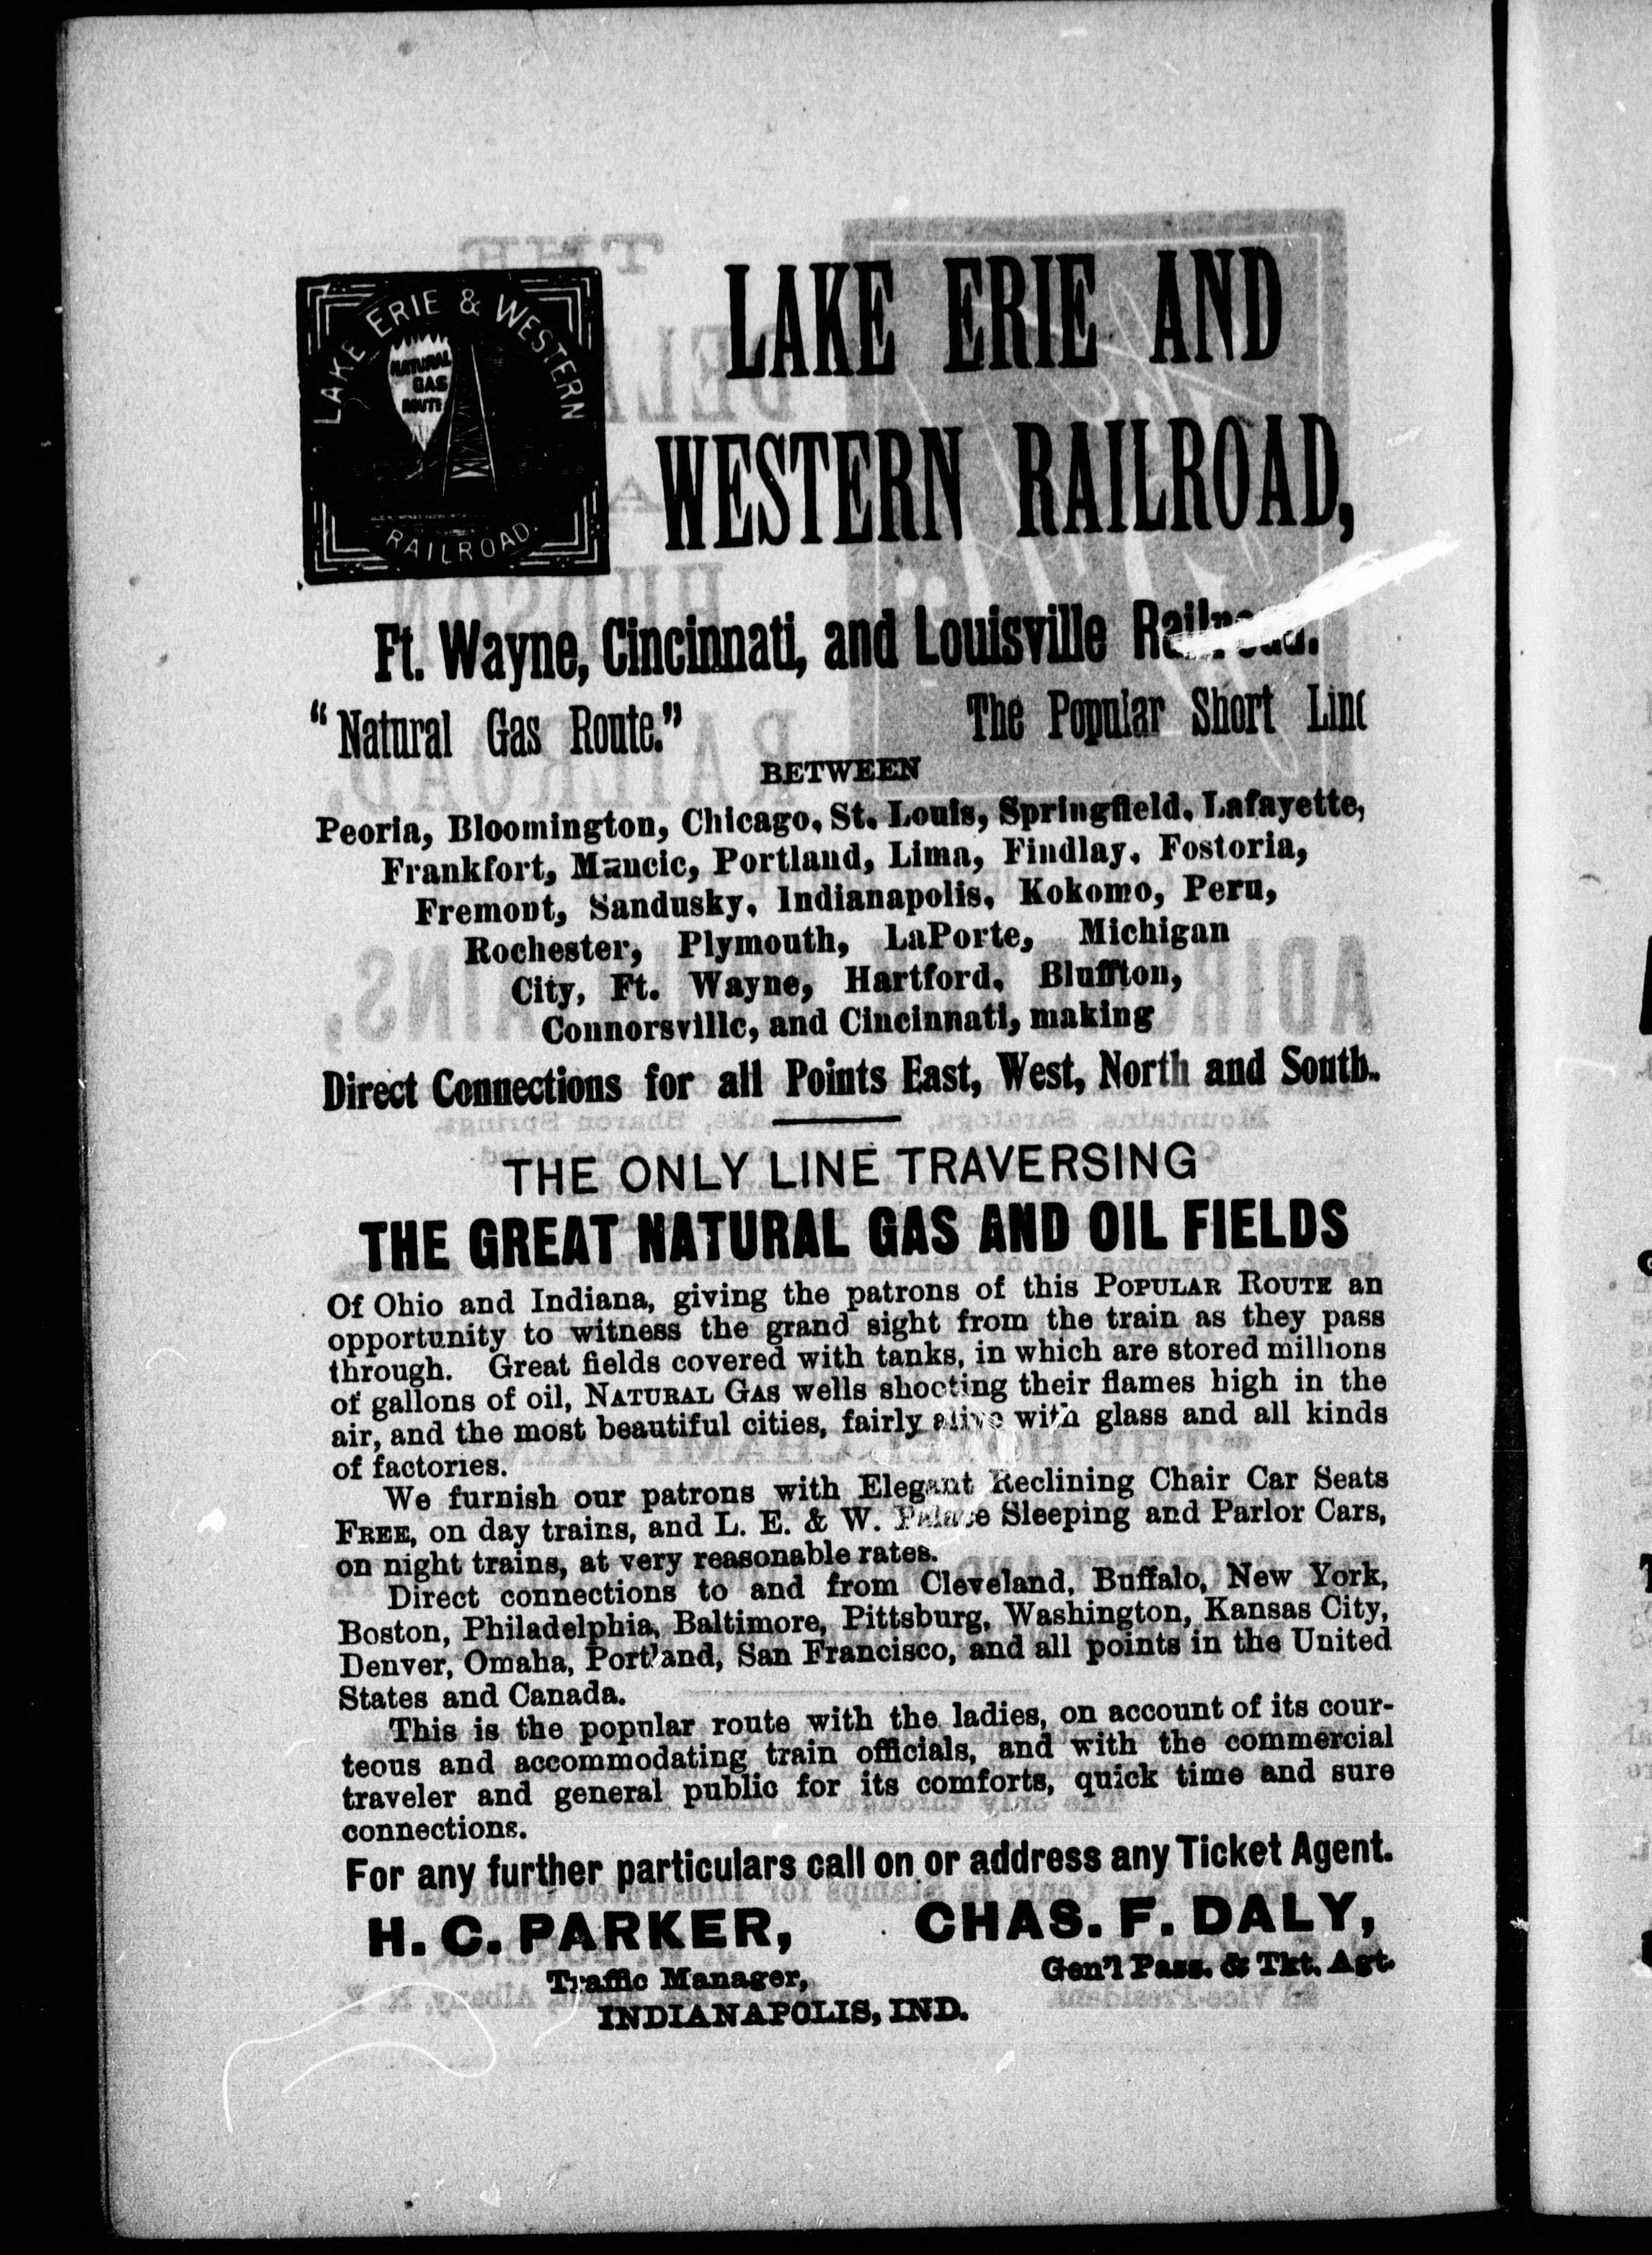 LAKE ERIE & WESTERN
NATURAL
GAS
ROUTE
RAILROAD.
LAKE ERIE AND
WESTERN RAILROAD,
Ft. Wayne, Cincinnati, and Louisville Railroad.
"Natural Gas Route." The Popular Short Line
BETWEEN
Peoria, Bloomington, Chicago, St. Louis, Springfield, Lafayette,
Frankfort, Muncie, Portland, Lima, Findlay, Fostoria,
Fremont, Sandusky, Indianapolis, Kokomo, Peru,
Rochester, Plymouth, LaPorte, Michigan
City, Ft. Wayne, Hartford, Bluffton,
Connorsville, and Cincinnati, making
Direct Connections for all Points East, West, North and South.
THE ONLY LINE TRAVERSING
THE GREAT NATURAL GAS AND OIL FIELDS
Of Ohio and Indiana, giving the patrons of this POPULAR ROUTE an
opportunity to witness the grand sight from the train as they pass
through. Great fields covered with tanks, in which are stored millions
of gallons of oil, NATURAL GAS wells shooting their flames high in the
air, and the most beautiful cities, fairly alive with glass and all kinds
of factories.
We furnish our patrons with Elegant Reclining Chair Car Seats
FREE, on day trains, and L. E. & W. Palace Sleeping and Parlor Cars,
on night trains, at very reasonable rates.
Direct connections to and from Cleveland, Buffalo, New York,
Boston, Philadelphia, Baltimore, Pittsburg, Washington, Kansas City,
Denver, Omaha, Portland, San Francisco, and all points in the United
States and Canada.
This is the popular route with the ladies, on account of its cour-
teous and accommodating train officials, and with the commercial
traveler and general public for its comforts, quick time and sure
connections.
For any further particulars call on or address any Ticket Agent.
H. C. PARKER, CHAS. F. DALY,
Traffic Manager, Gen'l Pass. & Tkt. Agt.
INDIANAPOLIS, IND.